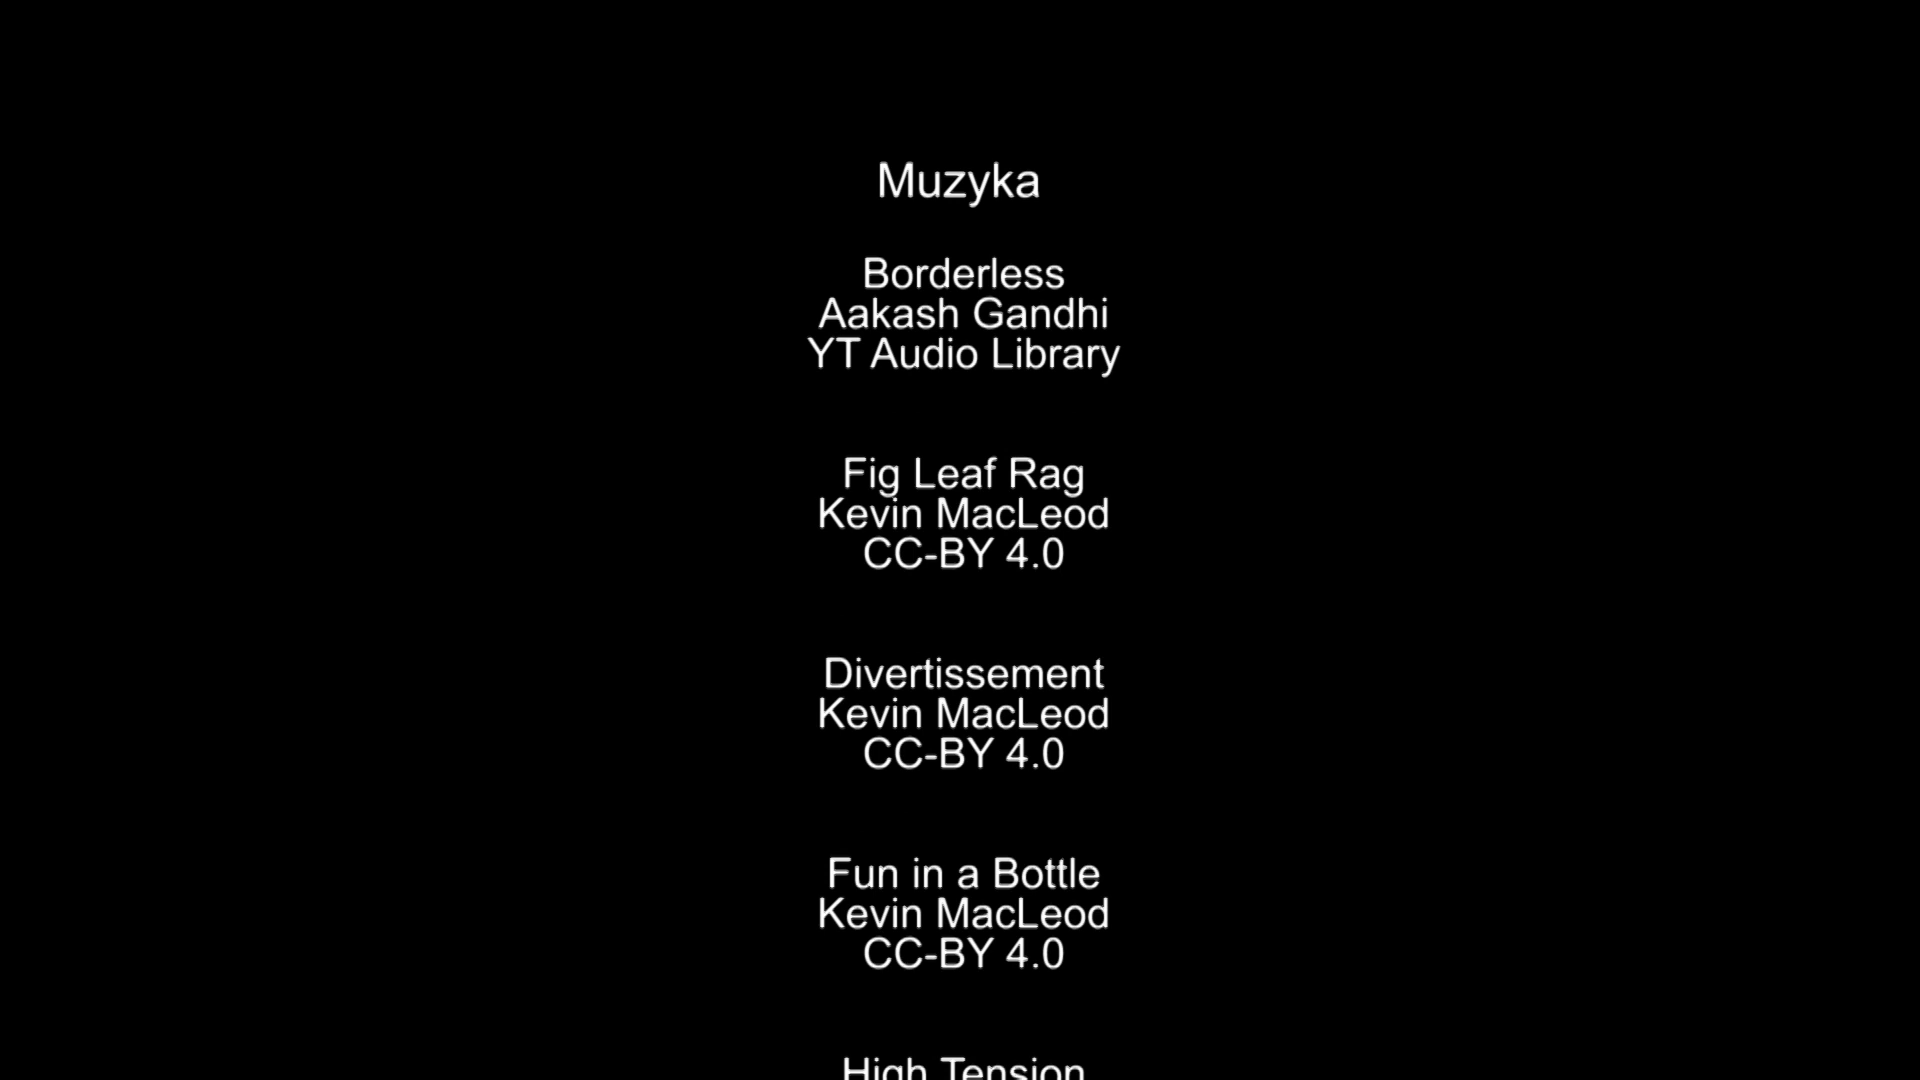 Muzyka
Borderless
Aakash Gandhi
YT Audio Library
Fig Leaf Rag
Kevin MacLeod
CC-BY 4.0
Divertissement
Kevin MacLeod
CC-BY 4.0
Fun in a Bottle
Kevin MacLeod
CC-BY 4.0
High Tension